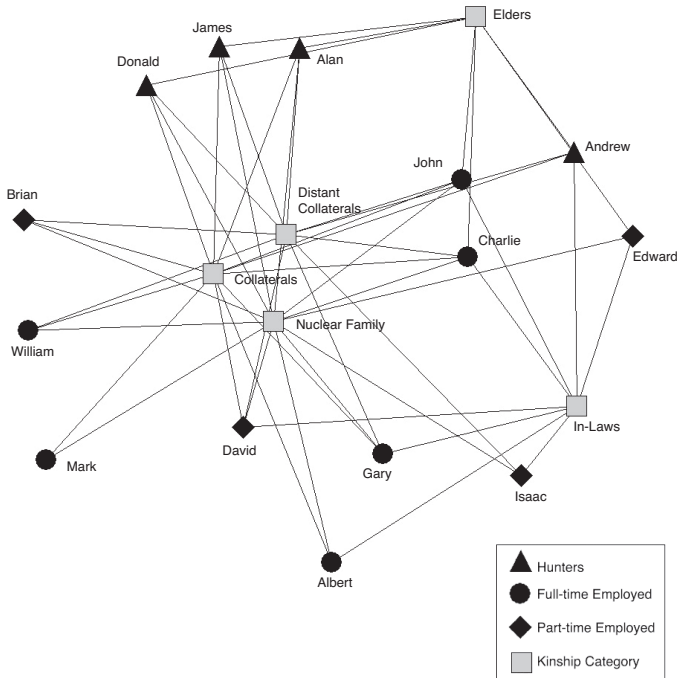 Elders
James
Alan
Donald
Andrew
John
Brian
Distant
Collaterals
Charlie
Edward
Collaterals
Nuclear Family
William
In-Laws
David
Mark
Gary
Isaac
Albert
Hunters
Full-time Employed
Part-time Employed
Kinship Category